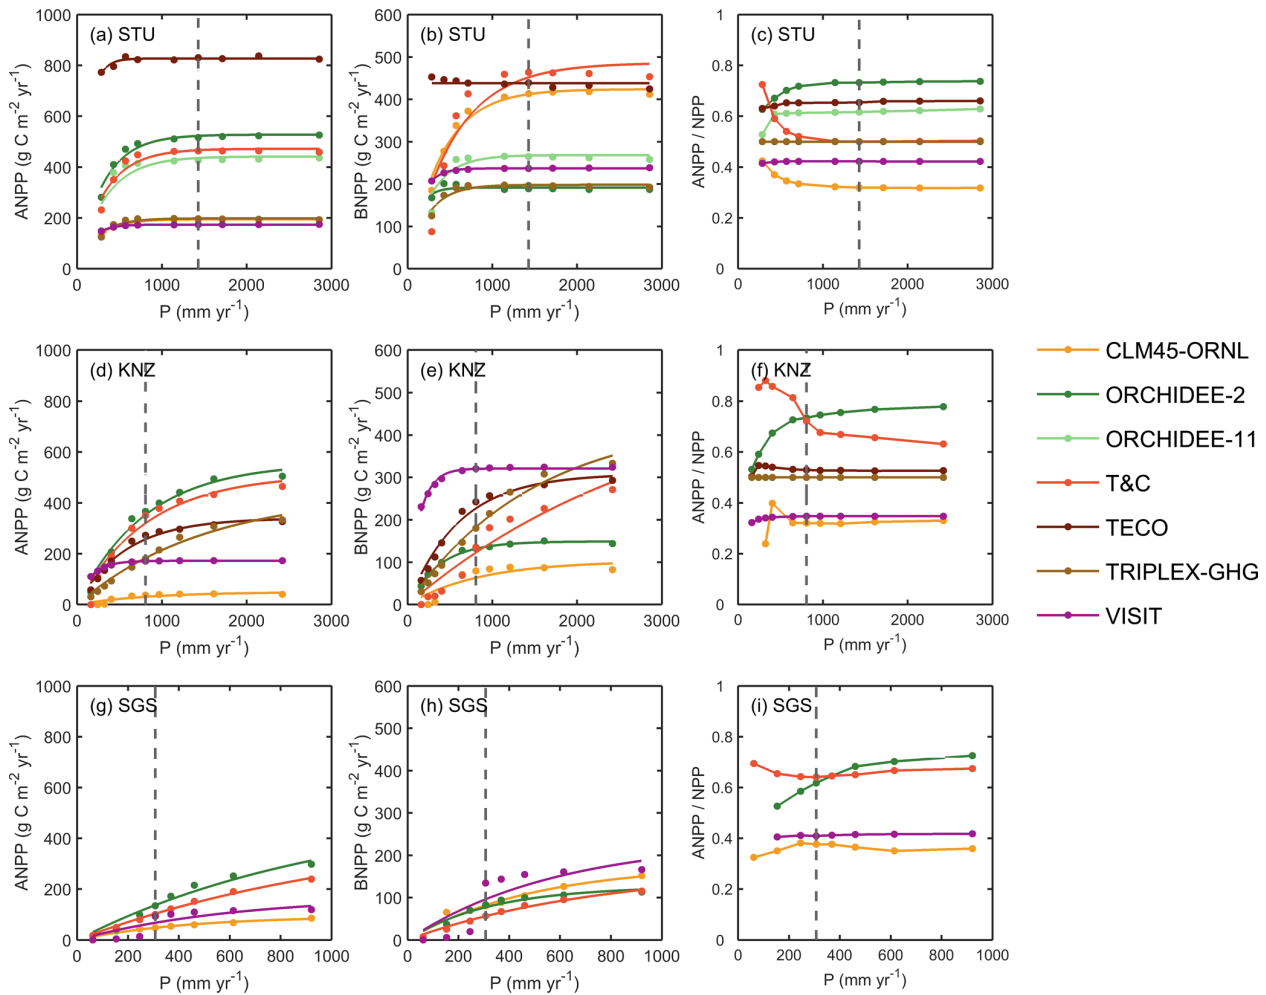 (a) STU
ANPP (g C m⁻² yr⁻¹)
1000
800
600
400
200
0
0 1000 2000 3000
P (mm yr⁻¹)
(b) STU
BNPP (g C m⁻² yr⁻¹)
600
500
400
300
200
100
0
0 1000 2000 3000
P (mm yr⁻¹)
(c) STU
ANPP / NPP
1
0.8
0.6
0.4
0.2
0
0 1000 2000 3000
P (mm yr⁻¹)
(d) KNZ
ANPP (g C m⁻² yr⁻¹)
1000
800
600
400
200
0
0 1000 2000 3000
P (mm yr⁻¹)
(e) KNZ
BNPP (g C m⁻² yr⁻¹)
600
500
400
300
200
100
0
0 1000 2000 3000
P (mm yr⁻¹)
(f) KNZ
ANPP / NPP
1
0.8
0.6
0.4
0.2
0
0 1000 2000 3000
P (mm yr⁻¹)
CLM45-ORNL
ORCHIDEE-2
ORCHIDEE-11
T&C
TECO
TRIPLEX-GHG
VISIT
(g) SGS
ANPP (g C m⁻² yr⁻¹)
1000
800
600
400
200
0
0 200 400 600 800 1000
P (mm yr⁻¹)
(h) SGS
BNPP (g C m⁻² yr⁻¹)
600
500
400
300
200
100
0
0 200 400 600 800 1000
P (mm yr⁻¹)
(i) SGS
ANPP / NPP
1
0.8
0.6
0.4
0.2
0
0 200 400 600 800 1000
P (mm yr⁻¹)